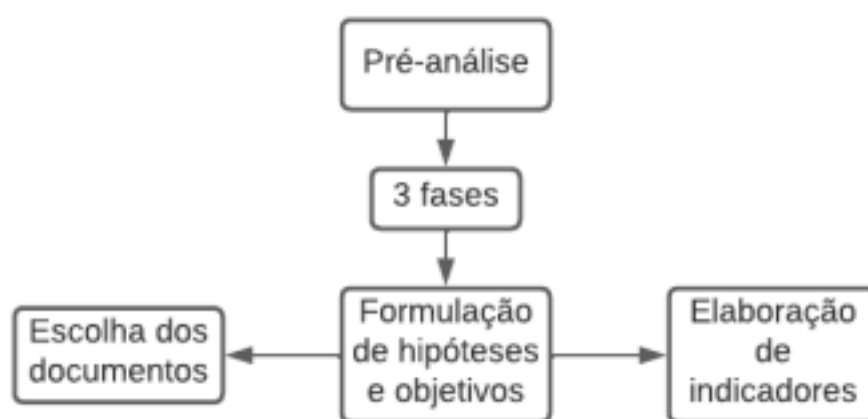 Pré-análise
3 fases
Escolha dos
documentos
Formulação
de hipóteses
e objetivos
Elaboração
de
indicadores